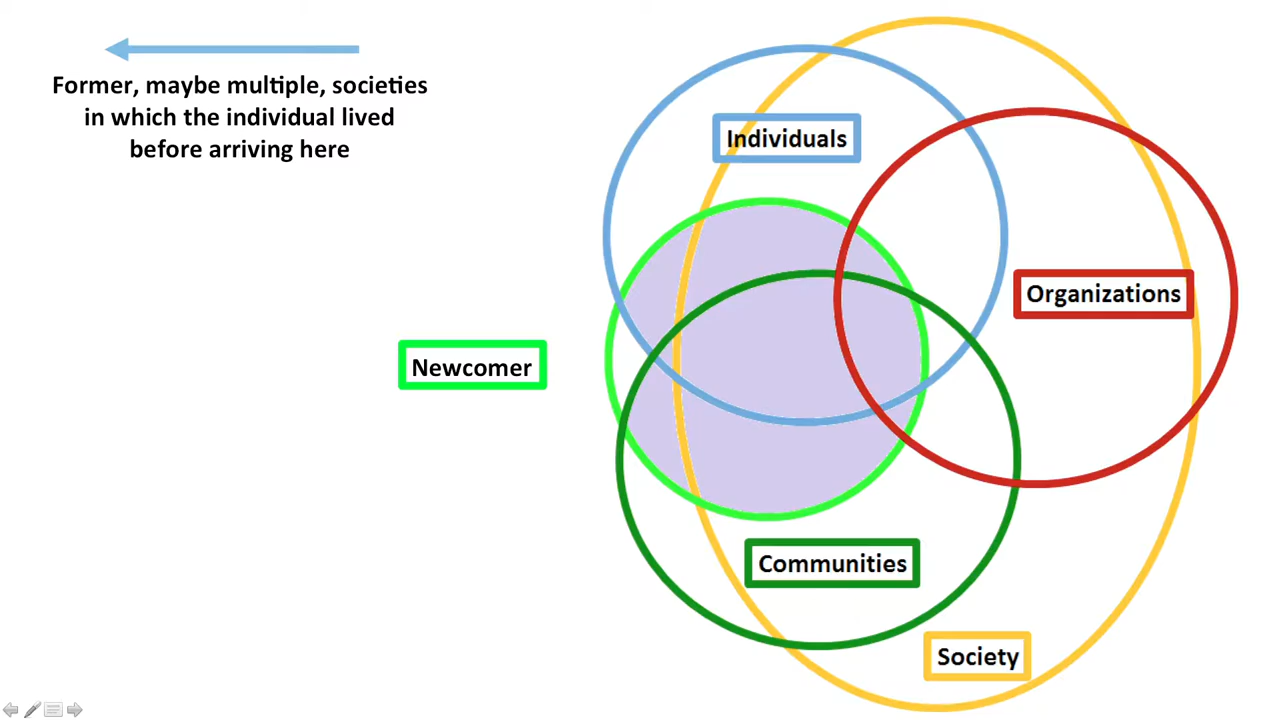 Former, maybe multiple, societies
in which the individual lived
before arriving here
Individuals
Organizations
Newcomer
Communities
Society